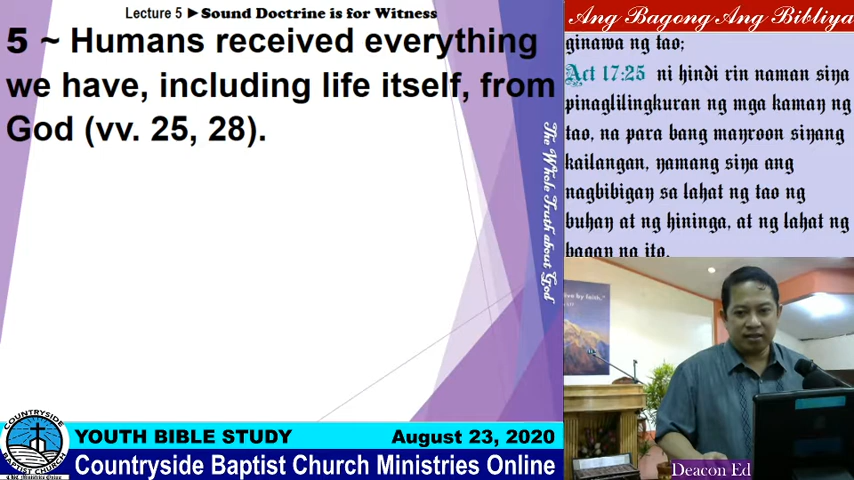 Lecture 5 ►Sound Doctrine is for Witness
5 ~ Humans received everything
we have, including life itself, from
God (vv. 25, 28).
The Whole Truth about God
Ang Bagong Ang Bibliya
ginawa ng tao;
Act 17:25 ni hindi rin naman siya
pinaglilingkuran ng mga kamay ng
tao, na para bang mayroon siyang
kailangan, yamang siya ang
nagbibigay sa lahat ng tao ng
buhay at ng hininga, at ng lahat ng
bagay na ito.
live by faith."
Deacon Ed
COUNTRYSIDE
BAPTIST CHURCH
YOUTH BIBLE STUDY August 23, 2020
Countryside Baptist Church Ministries Online